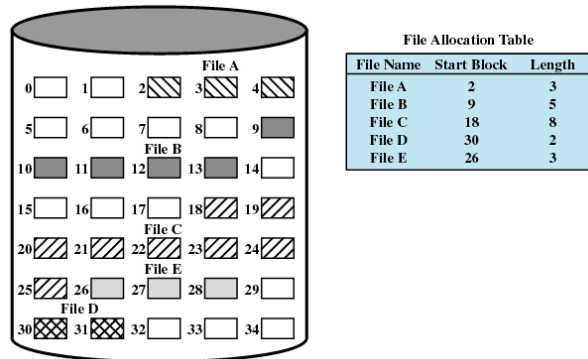 File A
0 1 2 3 4
5 6 7 8 9
File B
10 11 12 13 14
15 16 17 18 19
File C
20 21 22 23 24
File E
25 26 27 28 29
File D
30 31 32 33 34
File Allocation Table
File Name Start Block Length
File A 2 3
File B 9 5
File C 18 8
File D 30 2
File E 26 3